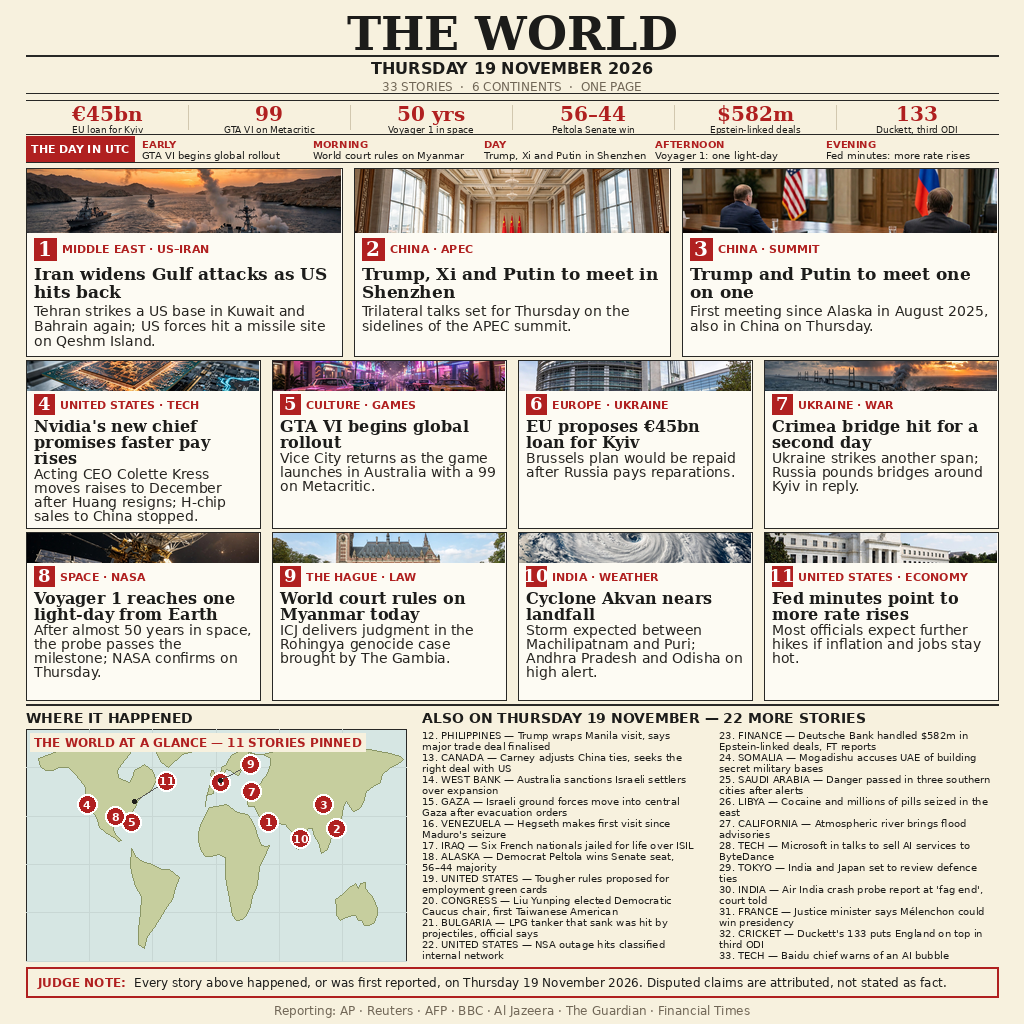 THE WORLD
THURSDAY 19 NOVEMBER 2026
33 STORIES · 6 CONTINENTS · ONE PAGE
€45bn
EU loan for Kyiv
99
GTA VI on Metacritic
50 yrs
Voyager 1 in space
56–44
Peltola Senate win
$582m
Epstein-linked deals
133
Duckett, third ODI
THE DAY IN UTC
EARLY
GTA VI begins global rollout
MORNING
World court rules on Myanmar
DAY
Trump, Xi and Putin in Shenzhen
AFTERNOON
Voyager 1: one light-day
EVENING
Fed minutes: more rate rises
1 MIDDLE EAST · US–IRAN
Iran widens Gulf attacks as US
hits back
Tehran strikes a US base in Kuwait and
Bahrain again; US forces hit a missile site
on Qeshm Island.
2 CHINA · APEC
Trump, Xi and Putin to meet in
Shenzhen
Trilateral talks set for Thursday on the
sidelines of the APEC summit.
3 CHINA · SUMMIT
Trump and Putin to meet one
on one
First meeting since Alaska in August 2025,
also in China on Thursday.
4 UNITED STATES · TECH
Nvidia's new chief
promises faster pay
rises
Acting CEO Colette Kress
moves raises to December
after Huang resigns; H-chip
sales to China stopped.
5 CULTURE · GAMES
GTA VI begins global
rollout
Vice City returns as the game
launches in Australia with a 99
on Metacritic.
6 EUROPE · UKRAINE
EU proposes €45bn
loan for Kyiv
Brussels plan would be repaid
after Russia pays reparations.
7 UKRAINE · WAR
Crimea bridge hit for a
second day
Ukraine strikes another span;
Russia pounds bridges around
Kyiv in reply.
8 SPACE · NASA
Voyager 1 reaches one
light-day from Earth
After almost 50 years in space,
the probe passes the
milestone; NASA confirms on
Thursday.
9 THE HAGUE · LAW
World court rules on
Myanmar today
ICJ delivers judgment in the
Rohingya genocide case
brought by The Gambia.
10 INDIA · WEATHER
Cyclone Akvan nears
landfall
Storm expected between
Machilipatnam and Puri;
Andhra Pradesh and Odisha on
high alert.
11 UNITED STATES · ECONOMY
Fed minutes point to
more rate rises
Most officials expect further
hikes if inflation and jobs stay
hot.
WHERE IT HAPPENED
THE WORLD AT A GLANCE — 11 STORIES PINNED
9
11
6
7
4
3
8
5
1
2
10
ALSO ON THURSDAY 19 NOVEMBER — 22 MORE STORIES
12. PHILIPPINES — Trump wraps Manila visit, says
major trade deal finalised
13. CANADA — Carney adjusts China ties, seeks the
right deal with US
14. WEST BANK — Australia sanctions Israeli settlers
over expansion
15. GAZA — Israeli ground forces move into central
Gaza after evacuation orders
16. VENEZUELA — Hegseth makes first visit since
Maduro's seizure
17. IRAQ — Six French nationals jailed for life over ISIL
18. ALASKA — Democrat Peltola wins Senate seat,
56–44 majority
19. UNITED STATES — Tougher rules proposed for
employment green cards
20. CONGRESS — Liu Yunping elected Democratic
Caucus chair, first Taiwanese American
21. BULGARIA — LPG tanker that sank was hit by
projectiles, official says
22. UNITED STATES — NSA outage hits classified
internal network
23. FINANCE — Deutsche Bank handled $582m in
Epstein-linked deals, FT reports
24. SOMALIA — Mogadishu accuses UAE of building
secret military bases
25. SAUDI ARABIA — Danger passed in three southern
cities after alerts
26. LIBYA — Cocaine and millions of pills seized in the
east
27. CALIFORNIA — Atmospheric river brings flood
advisories
28. TECH — Microsoft in talks to sell AI services to
ByteDance
29. TOKYO — India and Japan set to review defence
ties
30. INDIA — Air India crash probe report at 'fag end',
court told
31. FRANCE — Justice minister says Mélenchon could
win presidency
32. CRICKET — Duckett's 133 puts England on top in
third ODI
33. TECH — Baidu chief warns of an AI bubble
JUDGE NOTE: Every story above happened, or was first reported, on Thursday 19 November 2026. Disputed claims are attributed, not stated as fact.
Reporting: AP · Reuters · AFP · BBC · Al Jazeera · The Guardian · Financial Times